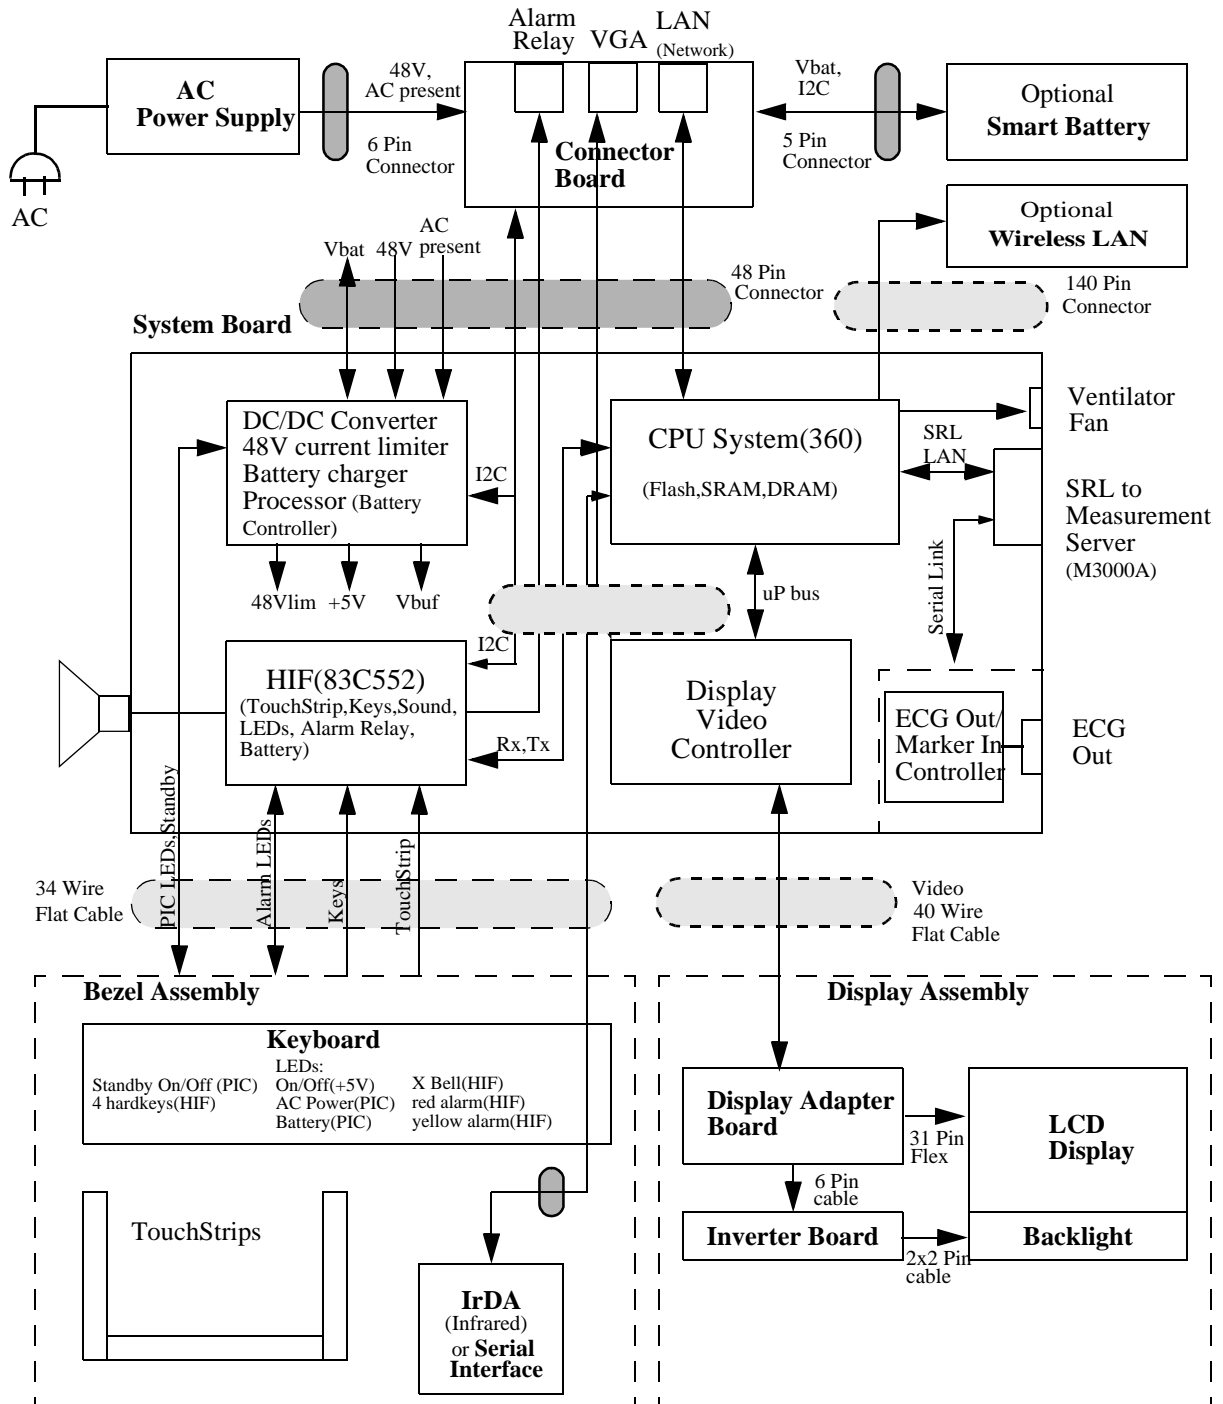 Alarm
Relay
VGA
LAN
(Network)
AC
Power Supply
48V,
AC present
6 Pin
Connector
Connector
Board
Vbat,
I2C
5 Pin
Connector
Optional
Smart Battery
AC
Optional
Wireless LAN
Vbat
48V
AC
present
48 Pin
Connector
140 Pin
Connector
System Board
DC/DC Converter
48V current limiter
Battery charger
Processor (Battery
Controller)
I2C
CPU System(360)
(Flash,SRAM,DRAM)
SRL
LAN
Ventilator
Fan
SRL to
Measurement
Server
(M3000A)
Serial Link
48Vlim
+5V
Vbuf
uP bus
I2C
HIF(83C552)
(TouchStrip,Keys,Sound,
LEDs, Alarm Relay,
Battery)
Rx,Tx
Display
Video
Controller
ECG Out/
Marker In
Controller
ECG
Out
PIC LEDs,Standby
Alarm LEDs
Keys
TouchStrip
34 Wire
Flat Cable
Video
40 Wire
Flat Cable
Bezel Assembly
Keyboard
Standby On/Off (PIC)
4 hardkeys(HIF)
LEDs:
On/Off(+5V)
AC Power(PIC)
Battery(PIC)
X Bell(HIF)
red alarm(HIF)
yellow alarm(HIF)
TouchStrips
IrDA
(Infrared)
or Serial
Interface
Display Assembly
Display Adapter
Board
31 Pin
Flex
LCD
Display
6 Pin
cable
Inverter Board
2x2 Pin
cable
Backlight